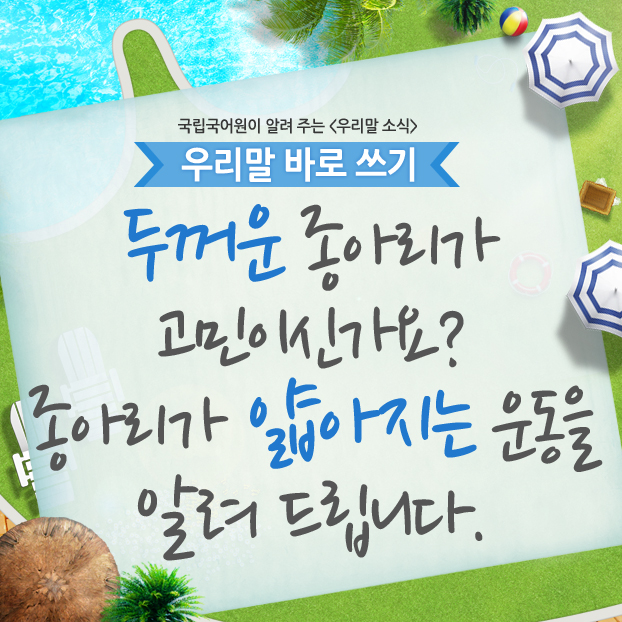 국립국어원이 알려 주는 <우리말 소식>
우리말 바로 쓰기
두꺼운 종아리가
고민이신가요?
종아리가 얇아지는 운동을
알려 드립니다.